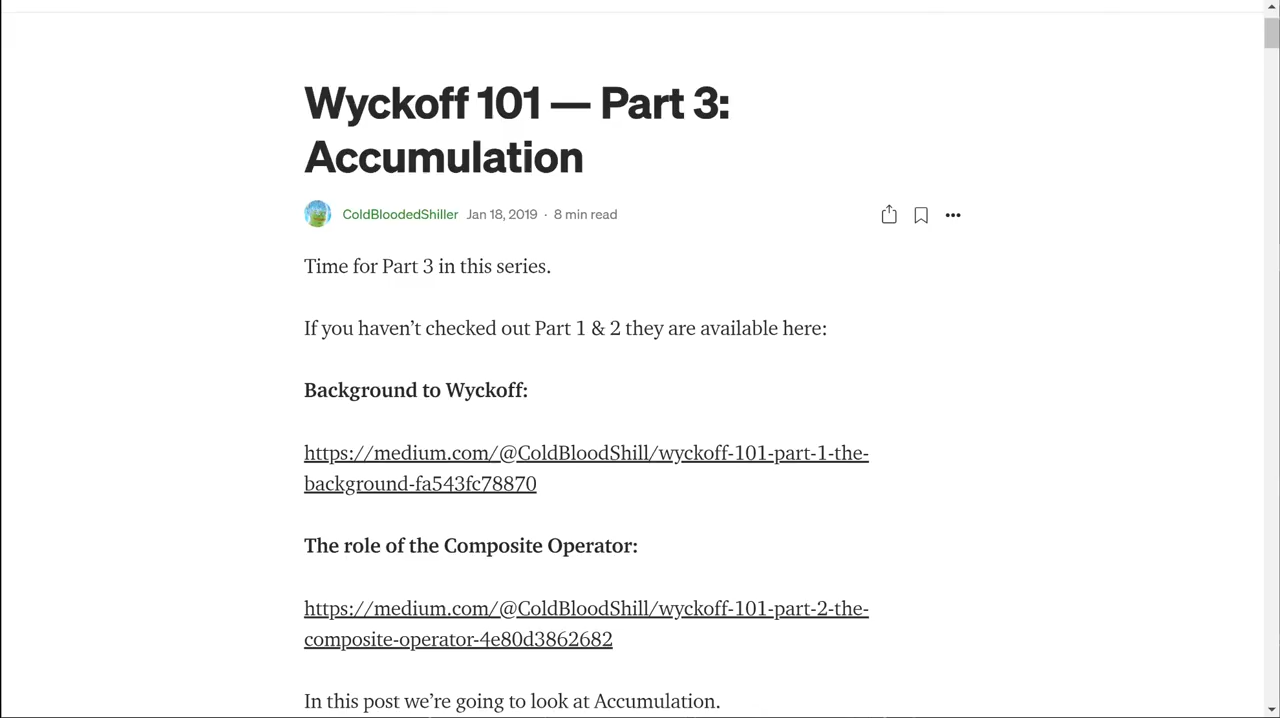 Wyckoff 101 — Part 3:
Accumulation
ColdBloodedShiller Jan 18, 2019 · 8 min read
Time for Part 3 in this series.
If you haven’t checked out Part 1 & 2 they are available here:
Background to Wyckoff:
https://medium.com/@ColdBloodShill/wyckoff-101-part-1-the-
background-fa543fc78870
The role of the Composite Operator:
https://medium.com/@ColdBloodShill/wyckoff-101-part-2-the-
composite-operator-4e80d3862682
In this post we’re going to look at Accumulation.